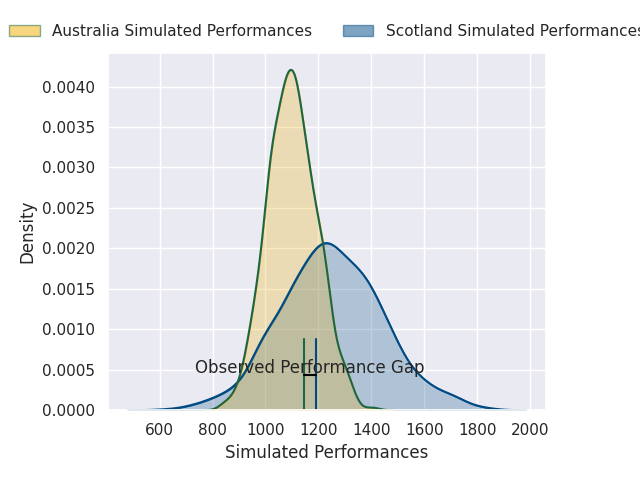 Australia Simulated Performances Scotland Simulated Performances
0.0040
0.0035
0.0030
0.0025
0.0020
0.0015
0.0010
0.0005
0.0000
Density
Observed Performance Gap
600 800 1000 1200 1400 1600 1800 2000
Simulated Performances